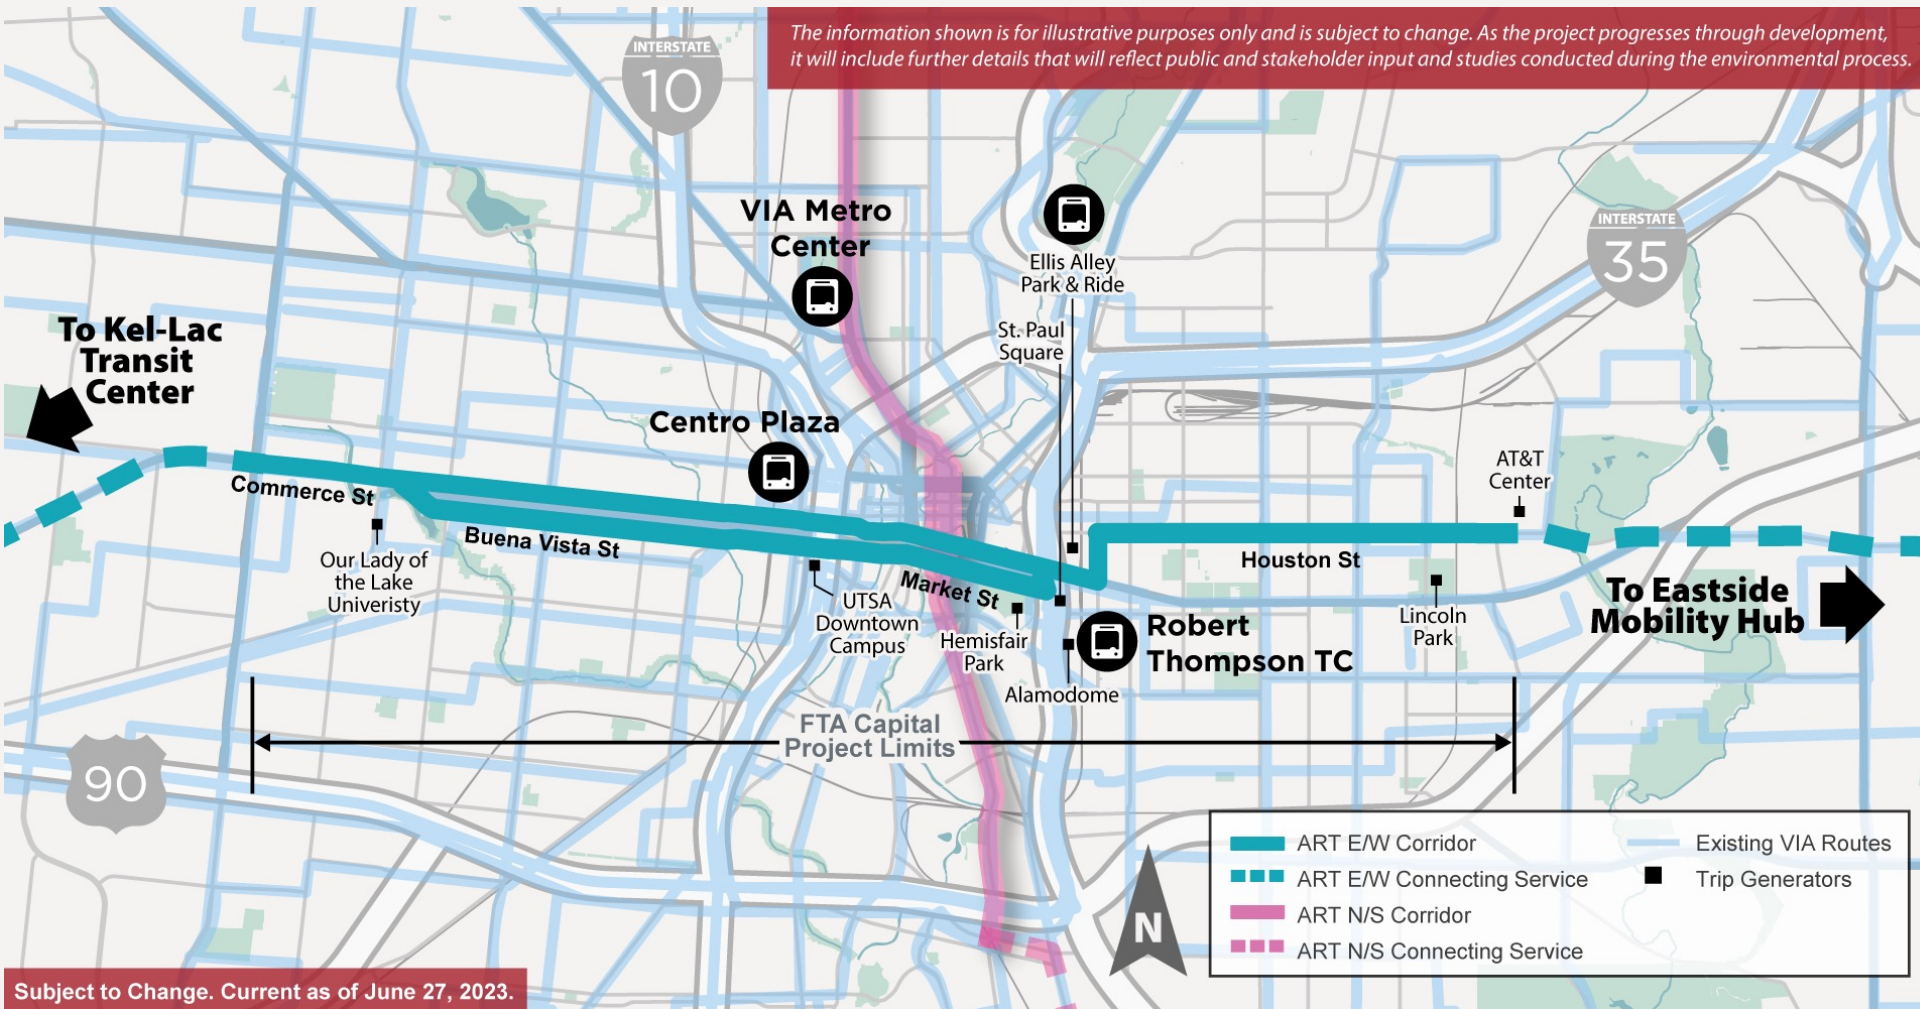 The information shown is for illustrative purposes only and is subject to change. As the project progresses through development,
it will include further details that will reflect public and stakeholder input and studies conducted during the environmental process.
INTERSTATE
10
VIA Metro
Center
Ellis Alley
Park & Ride
INTERSTATE
35
St. Paul
Square
To Kel-Lac
Transit
Center
Centro Plaza
AT&T
Center
Commerce St
Buena Vista St
Our Lady of
the Lake
Univeristy
Market St
Houston St
UTSA
Downtown
Campus
Hemisfair
Park
Lincoln
Park
To Eastside
Mobility Hub
Robert
Thompson TC
Alamodome
FTA Capital
Project Limits
90
N
ART E/W Corridor
ART E/W Connecting Service
ART N/S Corridor
ART N/S Connecting Service
Existing VIA Routes
Trip Generators
Subject to Change. Current as of June 27, 2023.